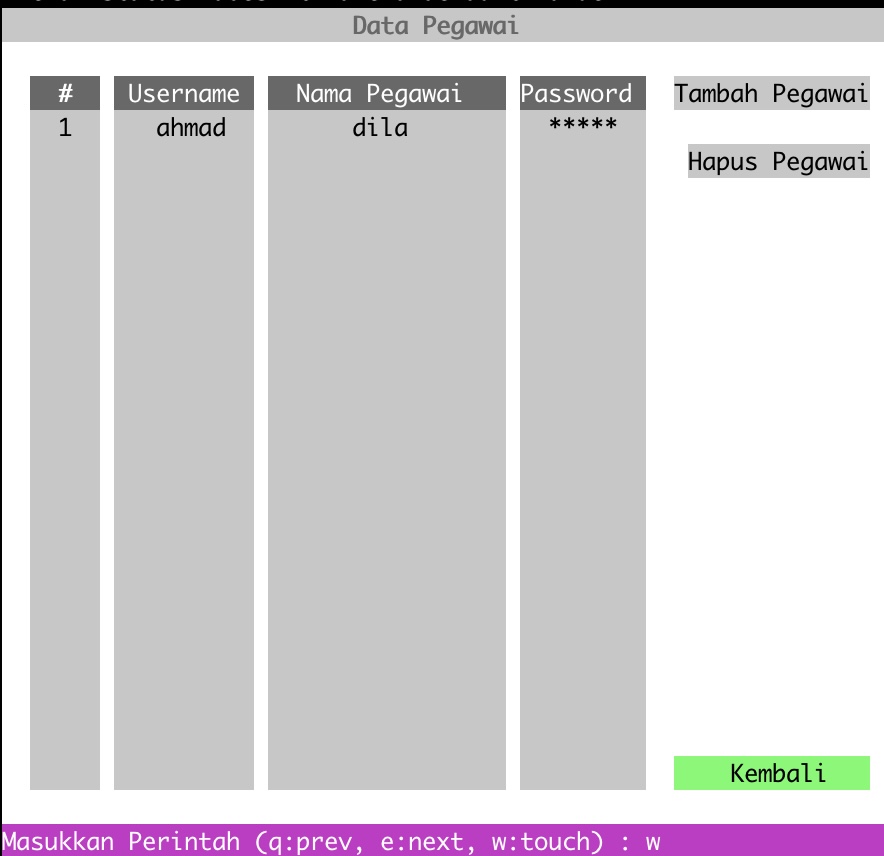 Data Pegawai
# Username Nama Pegawai Password Tambah Pegawai
1 ahmad dila *****
Hapus Pegawai
Kembali
Masukkan Perintah (q:prev, e:next, w:touch) : w